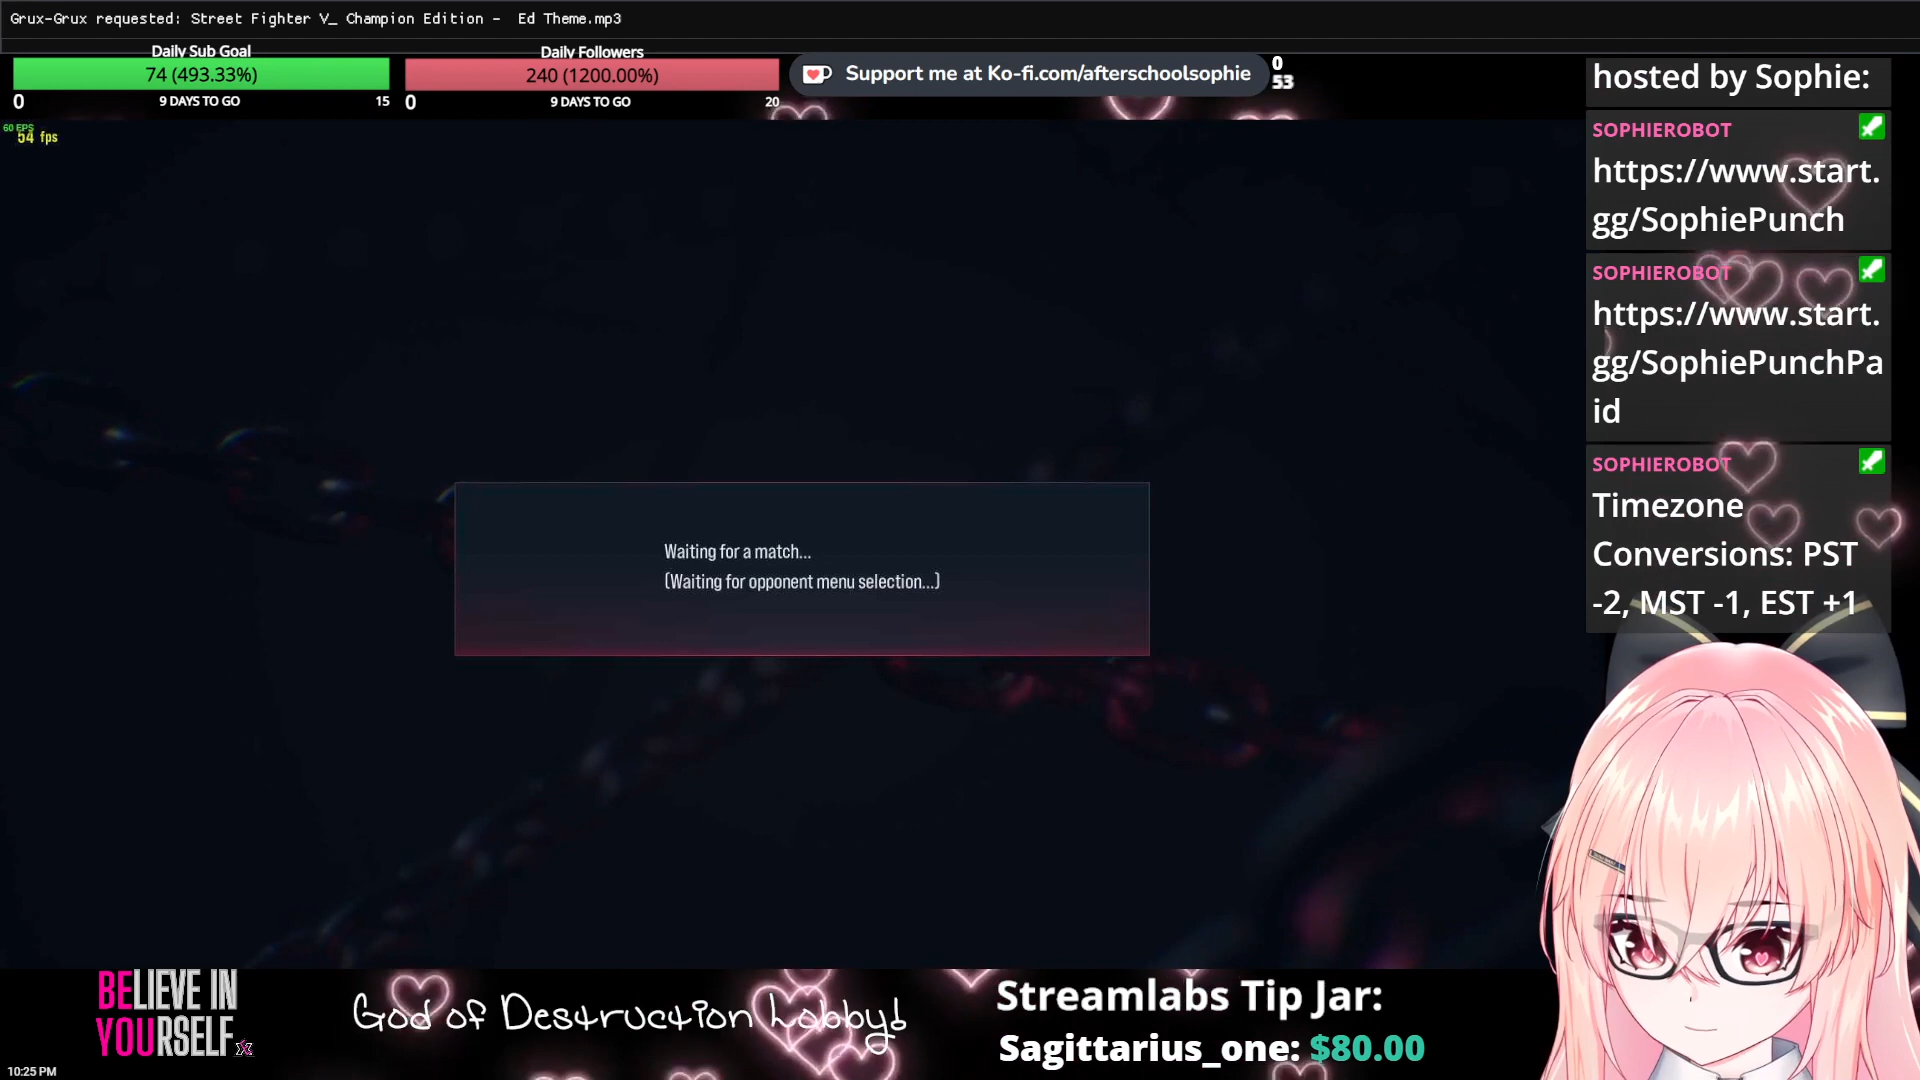 Grux-Grux requested: Street Fighter V_ Champion Edition -  Ed Theme.mp3
Daily Sub Goal
74 (493.33%)
0
9 DAYS TO GO
15
Daily Followers
240 (1200.00%)
0
9 DAYS TO GO
20
Support me at Ko-fi.com/afterschoolsophie
0
53
60 FPS
54 fps
hosted by Sophie:
SOPHIEROBOT
https://www.start.
gg/SophiePunch
SOPHIEROBOT
https://www.start.
gg/SophiePunchPa
id
SOPHIEROBOT
Timezone
Conversions: PST
-2, MST -1, EST +1
Waiting for a match...
(Waiting for opponent menu selection...)
BELIEVE IN
YOURSELF
God of Destruction Lobby!
Streamlabs Tip Jar:
Sagittarius_one: $80.00
10:25 PM